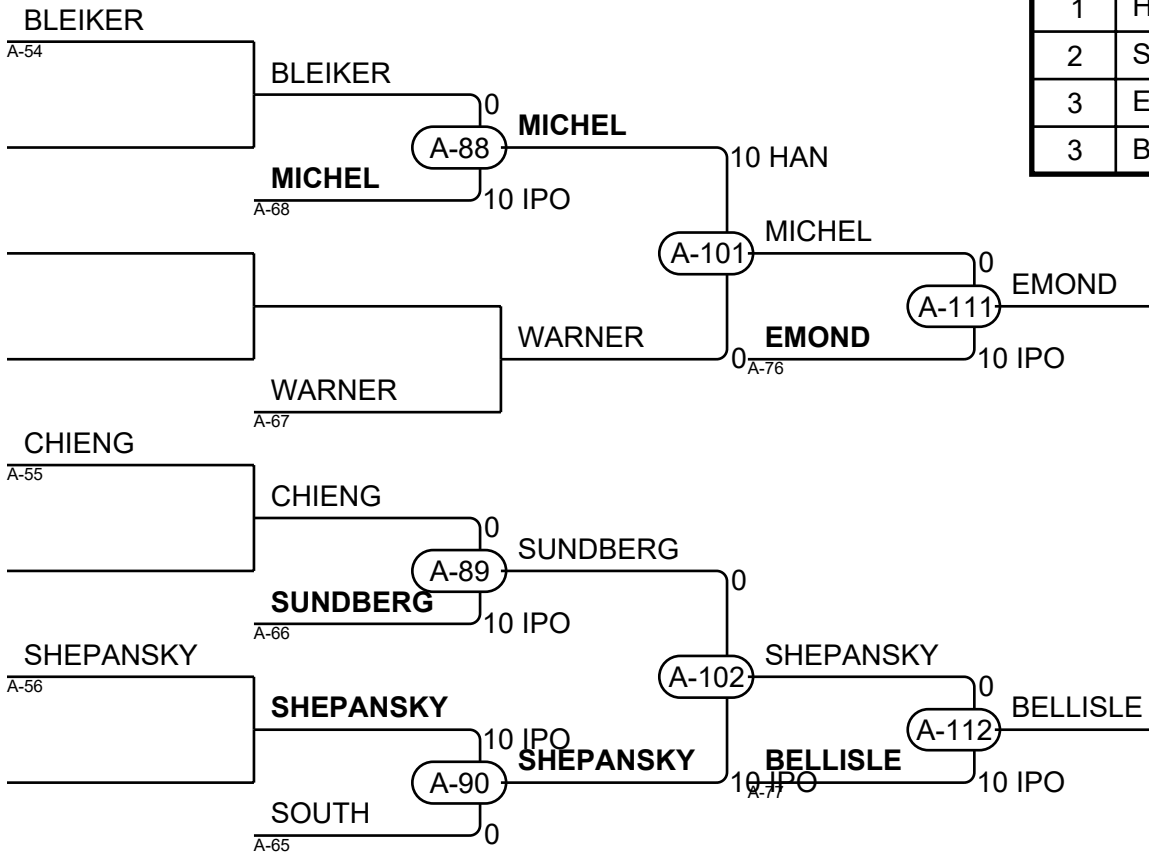 BLEIKER
A-54
BLEIKER
0
A-88
MICHEL
A-68
10 IPO
MICHEL
10 HAN
A-101
WARNER
0
WARNER
A-67
MICHEL
0
A-111
EMOND
A-76
10 IPO
EMOND
CHIENG
A-55
CHIENG
0
A-89
SUNDBERG
A-66
10 IPO
SUNDBERG
0
A-102
SHEPANSKY
A-56
SHEPANSKY
10 IPO
A-90
SOUTH
A-65
0
SHEPANSKY
10 IPO
SHEPANSKY
0
A-112
BELLISLE
A-77
10 IPO
BELLISLE
1 H
2 S
3 E
3 B